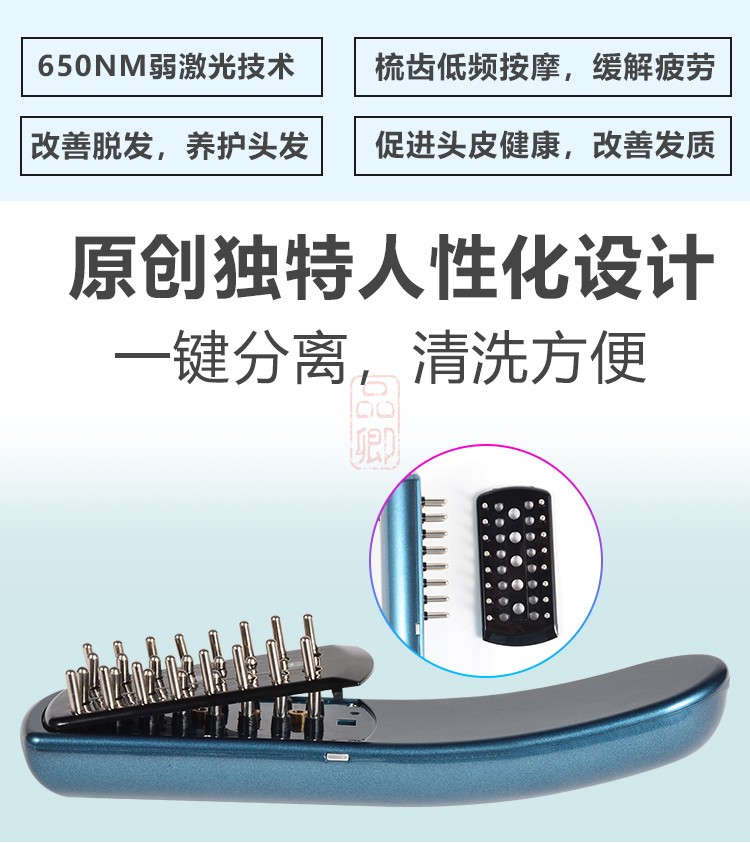 650NM弱激光技术
梳齿低频按摩，缓解疲劳
改善脱发，养护头发
促进头皮健康，改善发质
原创独特人性化设计
一键分离，清洗方便
品卿